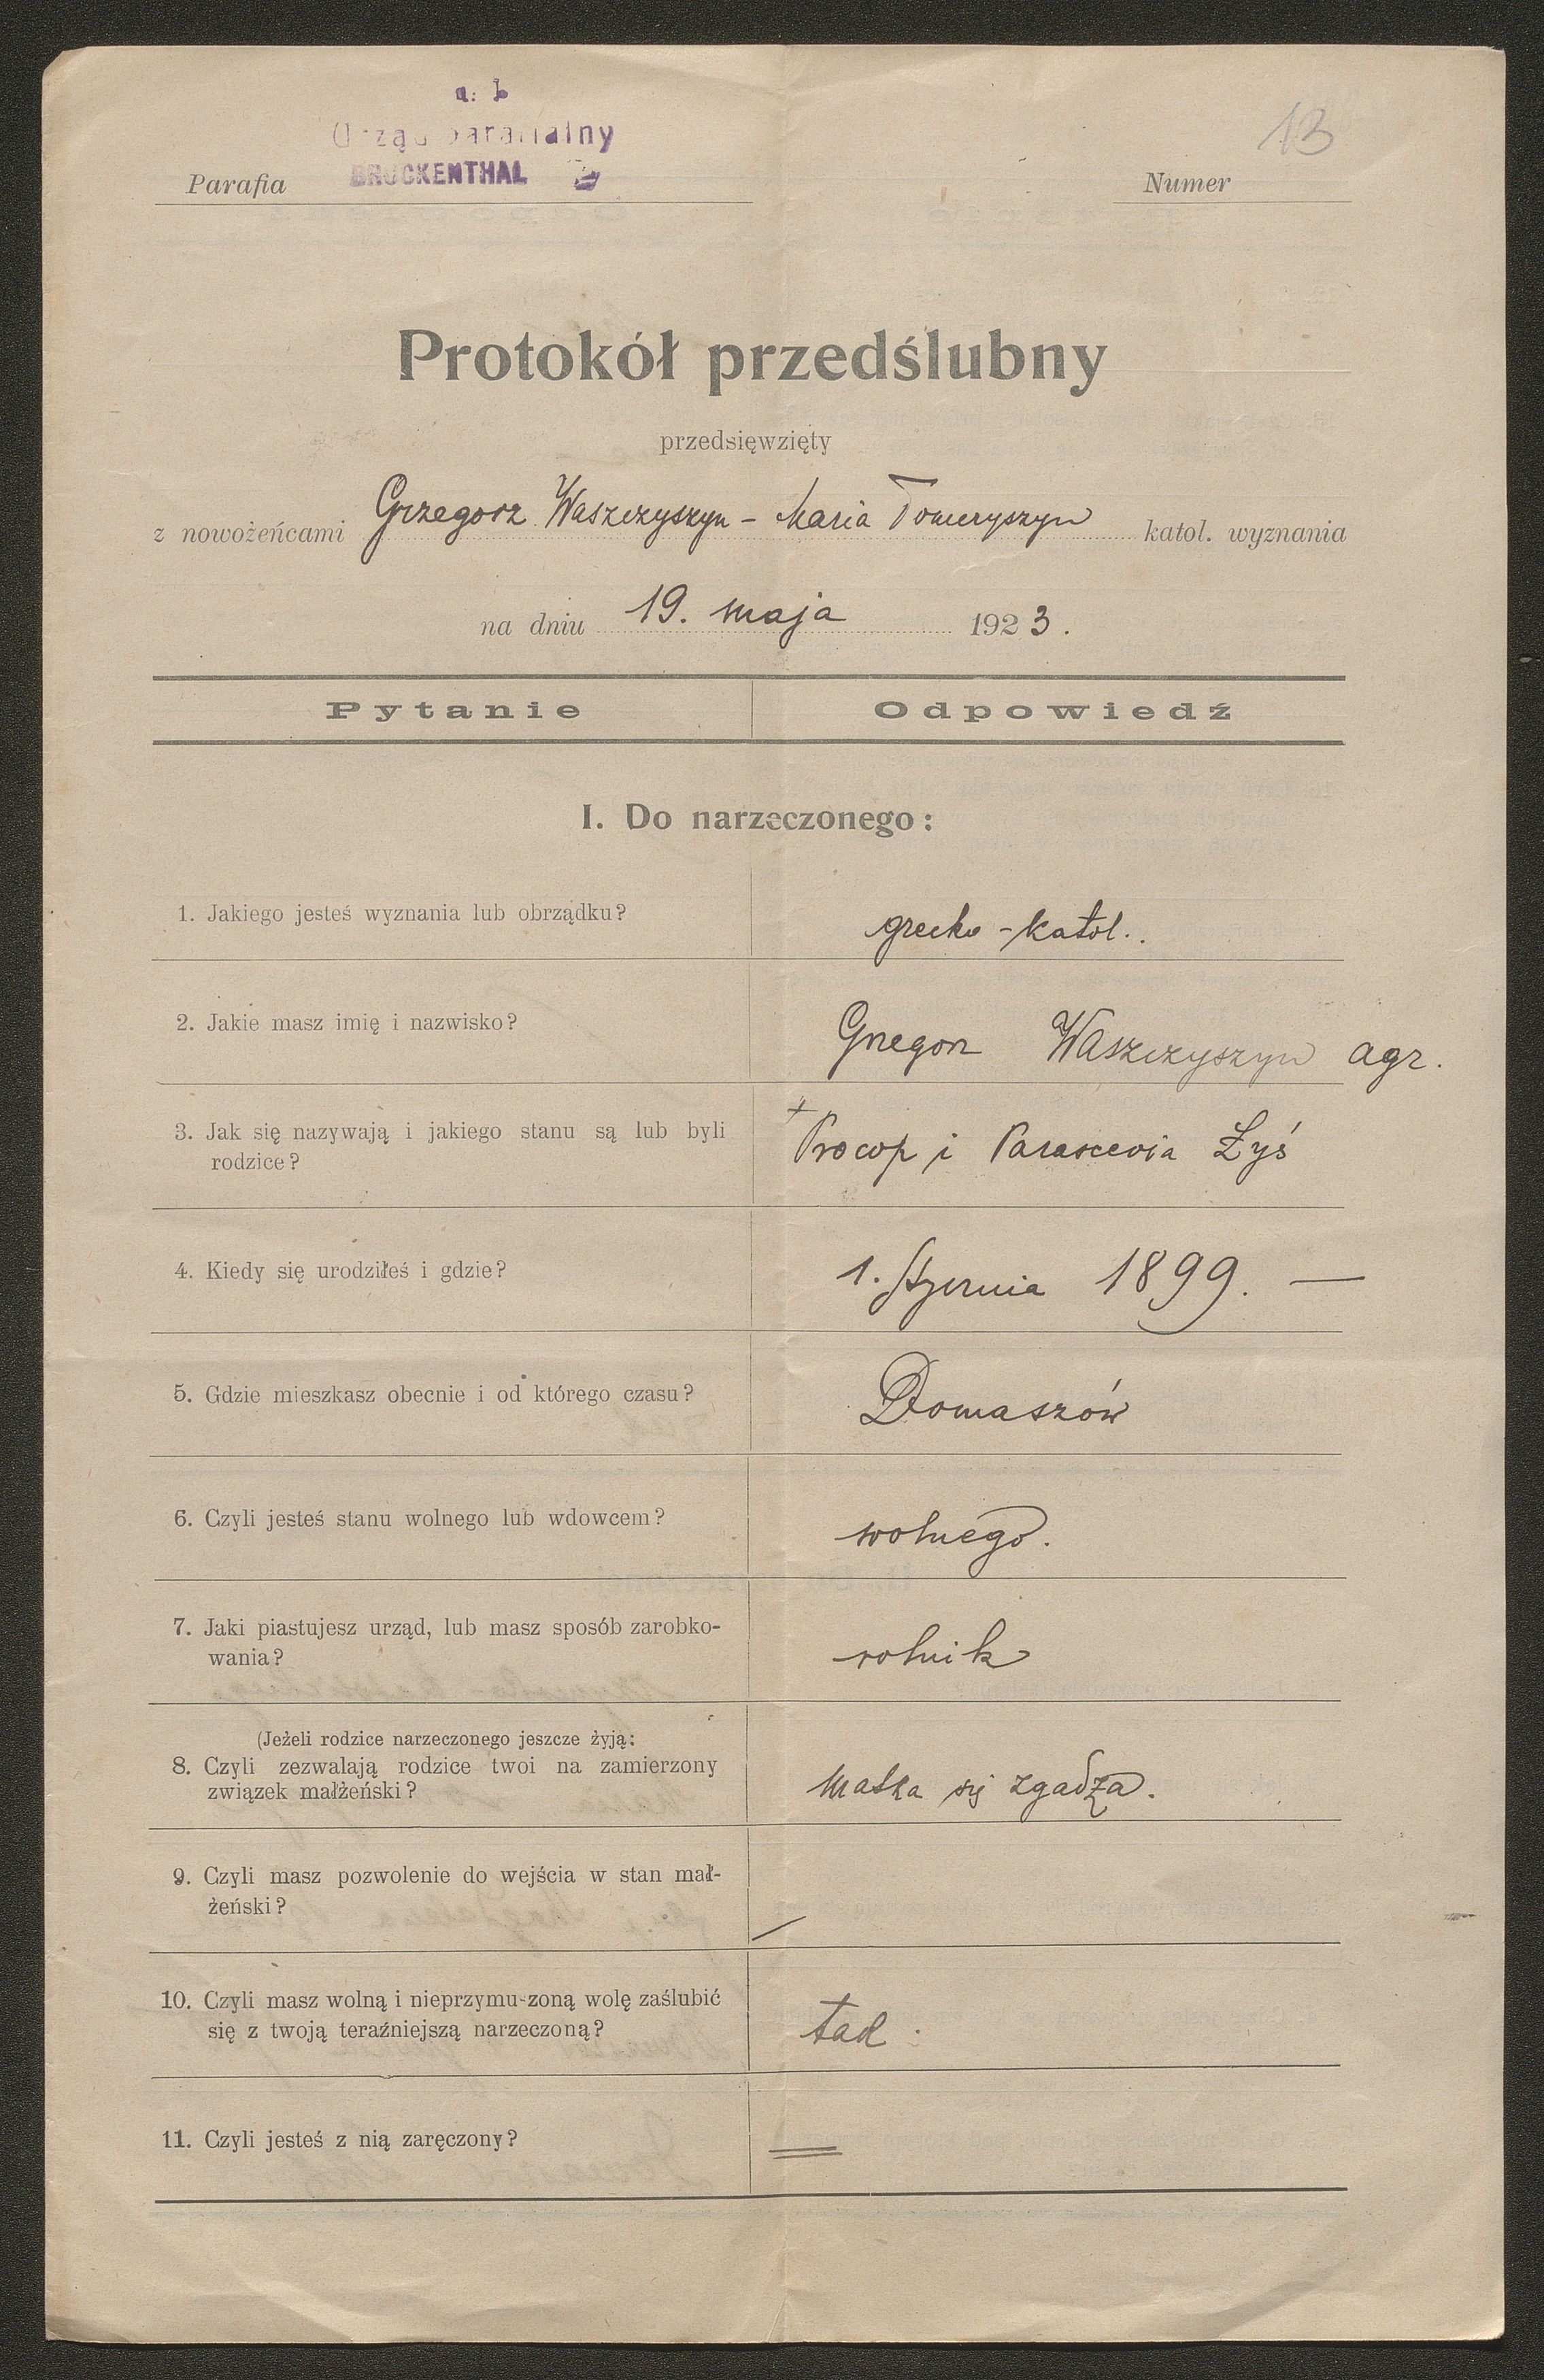 Urząd parafialny
Parafia BRUCKENTHAL
Numer 13
Protokół przedślubny
przedsięwzięty
z nowożeńcami Grzegorz Waszczyszyn - Maria katol. wyznania
na dniu 19. maja 1923.
Pytanie Odpowiedź
I. Do narzeczonego:
1. Jakiego jesteś wyznania lub obrządku? grecko-katol.
2. Jakie masz imię i nazwisko? Grzegorz Waszczyszyn agr.
3. Jak się nazywają i jakiego stanu są lub byli
rodzice? + Procop i Parascevia Łyś
4. Kiedy się urodziłeś i gdzie? 1. Stycznia 1899. —
5. Gdzie mieszkasz obecnie i od którego czasu? Domaszów
6. Czyli jesteś stanu wolnego lub wdowcem? wolnego.
7. Jaki piastujesz urząd, lub masz sposób zarobko-
wania? rolnik
(Jeżeli rodzice narzeczonego jeszcze żyją:
8. Czyli zezwalają rodzice twoi na zamierzony
związek małżeński? matka się zgadza.
9. Czyli masz pozwolenie do wejścia w stan mał-
żeński?
10. Czyli masz wolną i nieprzymuszoną wolę zaślubić
się z twoją teraźniejszą narzeczoną? tak.
11. Czyli jesteś z nią zaręczony?